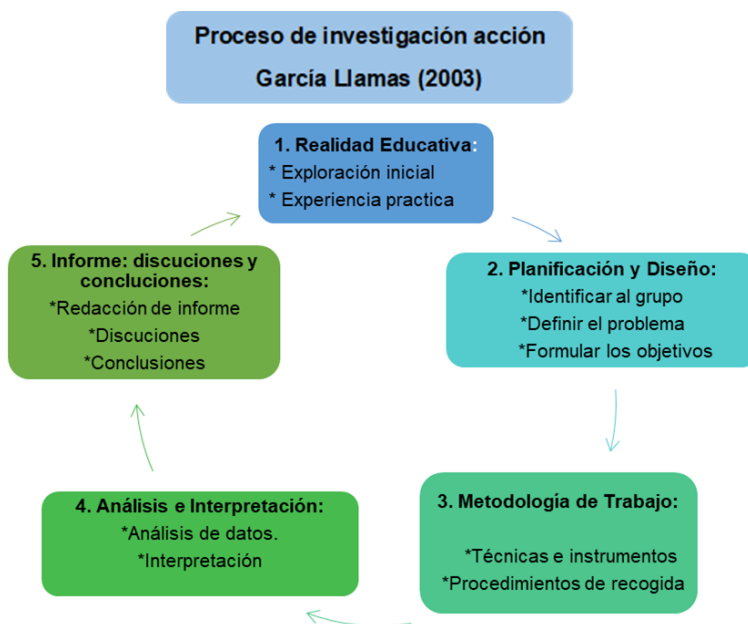 Proceso de investigación acción
García Llamas (2003)
1. Realidad Educativa:
* Exploración inicial
* Experiencia practica
2. Planificación y Diseño:
*Identificar al grupo
*Definir el problema
*Formular los objetivos
3. Metodología de Trabajo:
*Técnicas e instrumentos
*Procedimientos de recogida
4. Análisis e Interpretación:
*Análisis de datos.
*Interpretación
5. Informe: discuciones y
concluciones:
*Redacción de informe
*Discuciones
*Conclusiones